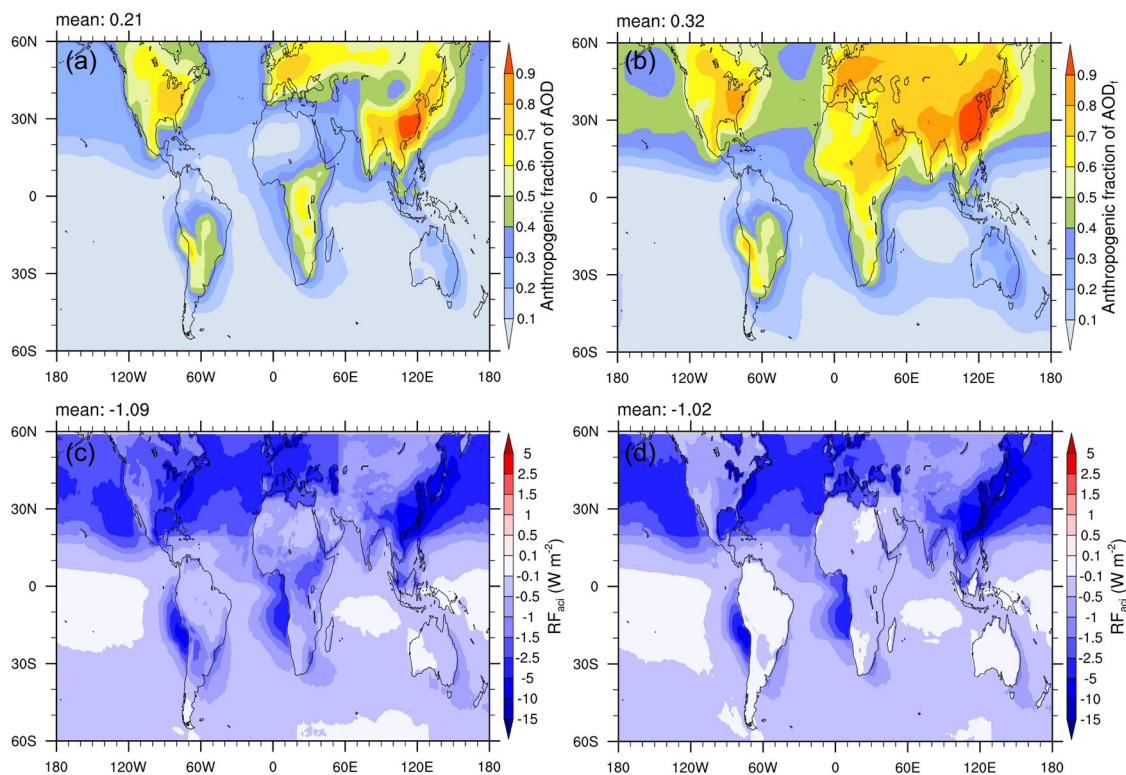 mean: 0.21
(a)
60N
30N
0
30S
60S
180 120W 60W 0 60E 120E 180
0.9
0.8
0.7
0.6
0.5
0.4
0.3
0.2
0.1
Anthropogenic fraction of AOD
mean: 0.32
(b)
60N
30N
0
30S
60S
180 120W 60W 0 60E 120E 180
0.9
0.8
0.7
0.6
0.5
0.4
0.3
0.2
0.1
Anthropogenic fraction of AODf
mean: -1.09
(c)
60N
30N
0
30S
60S
180 120W 60W 0 60E 120E 180
5
2.5
1.5
1
0.5
0.1
-0.1
-0.5
-1
-1.5
-2.5
-5
-10
-15
RFaci (W m-2)
mean: -1.02
(d)
60N
30N
0
30S
60S
180 120W 60W 0 60E 120E 180
5
2.5
1.5
1
0.5
0.1
-0.1
-0.5
-1
-1.5
-2.5
-5
-10
-15
RFaci (W m-2)